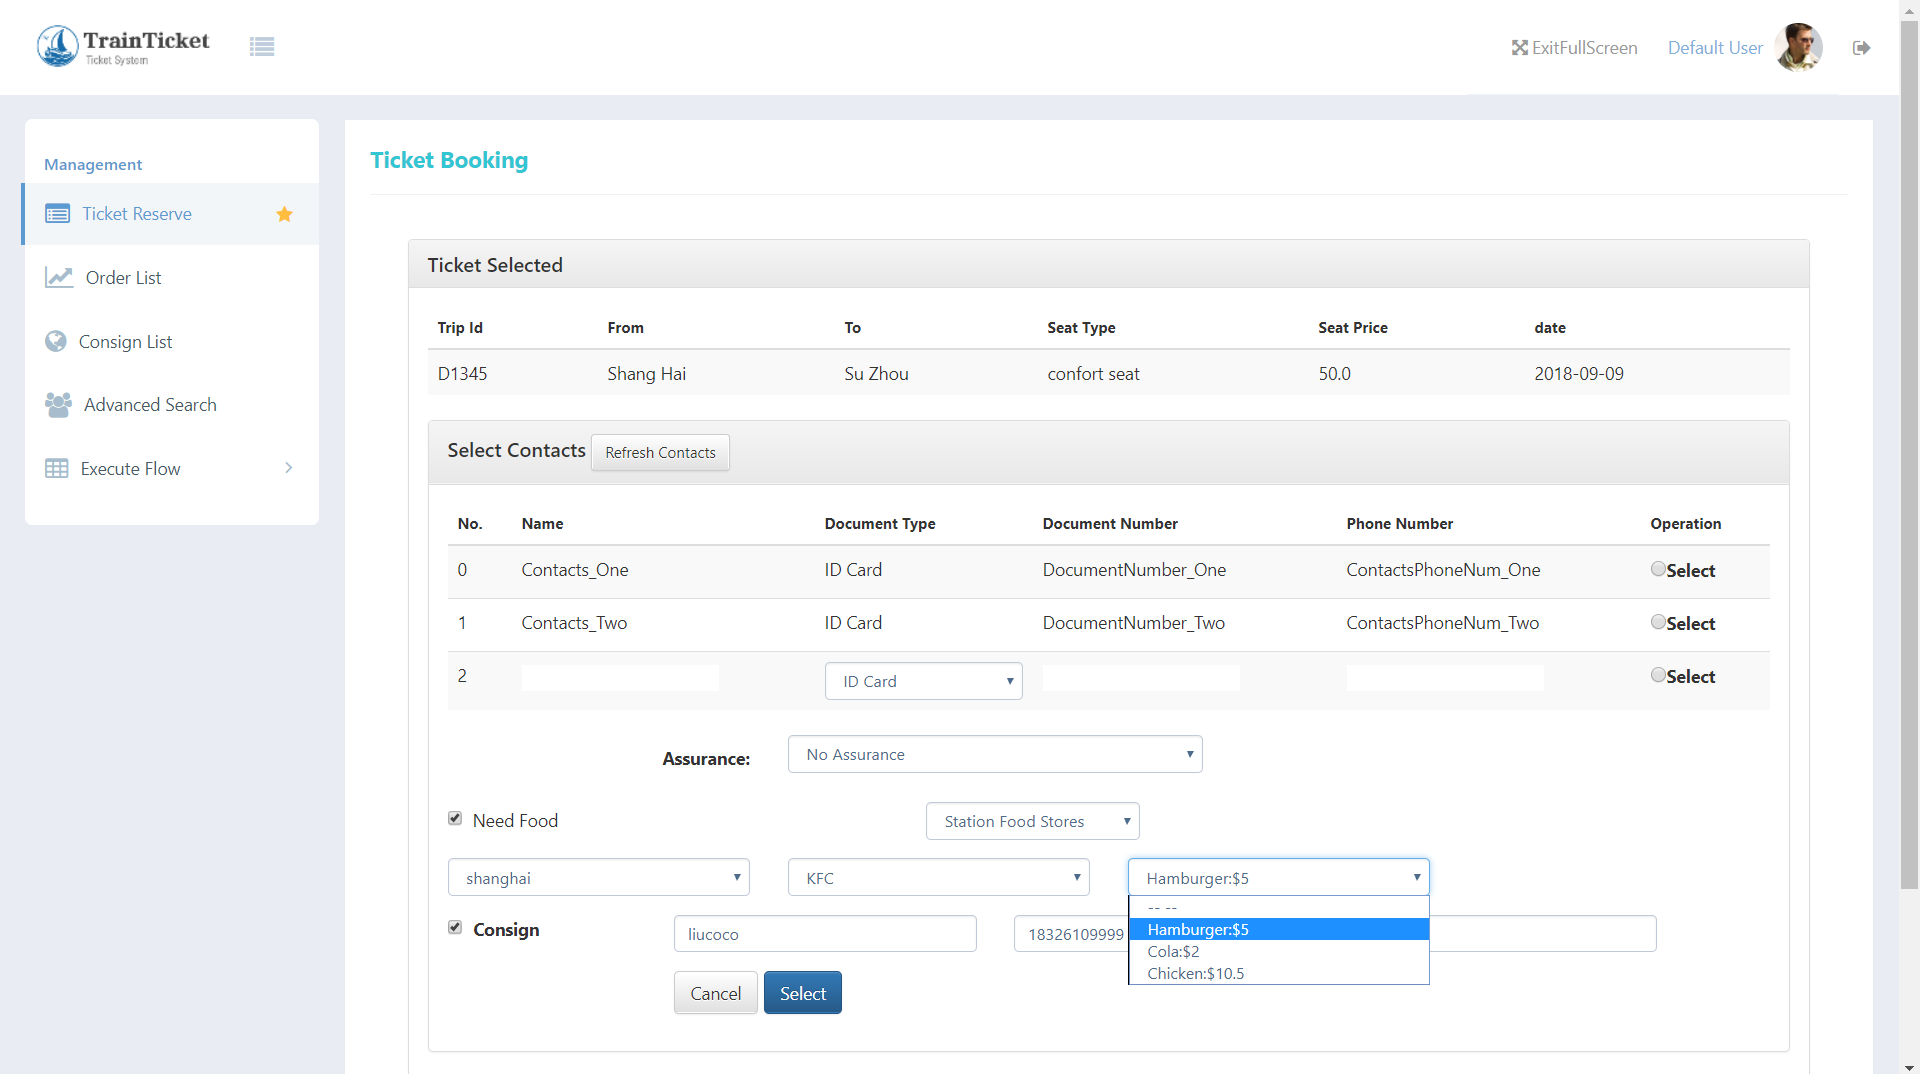 TrainTicket
Ticket System
ExitFullScreen Default User
Management
Ticket Reserve
Order List
Consign List
Advanced Search
Execute Flow
Ticket Booking
Ticket Selected
Trip Id From To Seat Type Seat Price date
D1345 Shang Hai Su Zhou confort seat 50.0 2018-09-09
Select Contacts Refresh Contacts
No. Name Document Type Document Number Phone Number Operation
0 Contacts_One ID Card DocumentNumber_One ContactsPhoneNum_One Select
1 Contacts_Two ID Card DocumentNumber_Two ContactsPhoneNum_Two Select
2 ID Card Select
Assurance: No Assurance
Need Food Station Food Stores
shanghai KFC Hamburger:$5
-- --
Hamburger:$5
Cola:$2
Chicken:$10.5
Consign liucoco 18326109999
Cancel Select